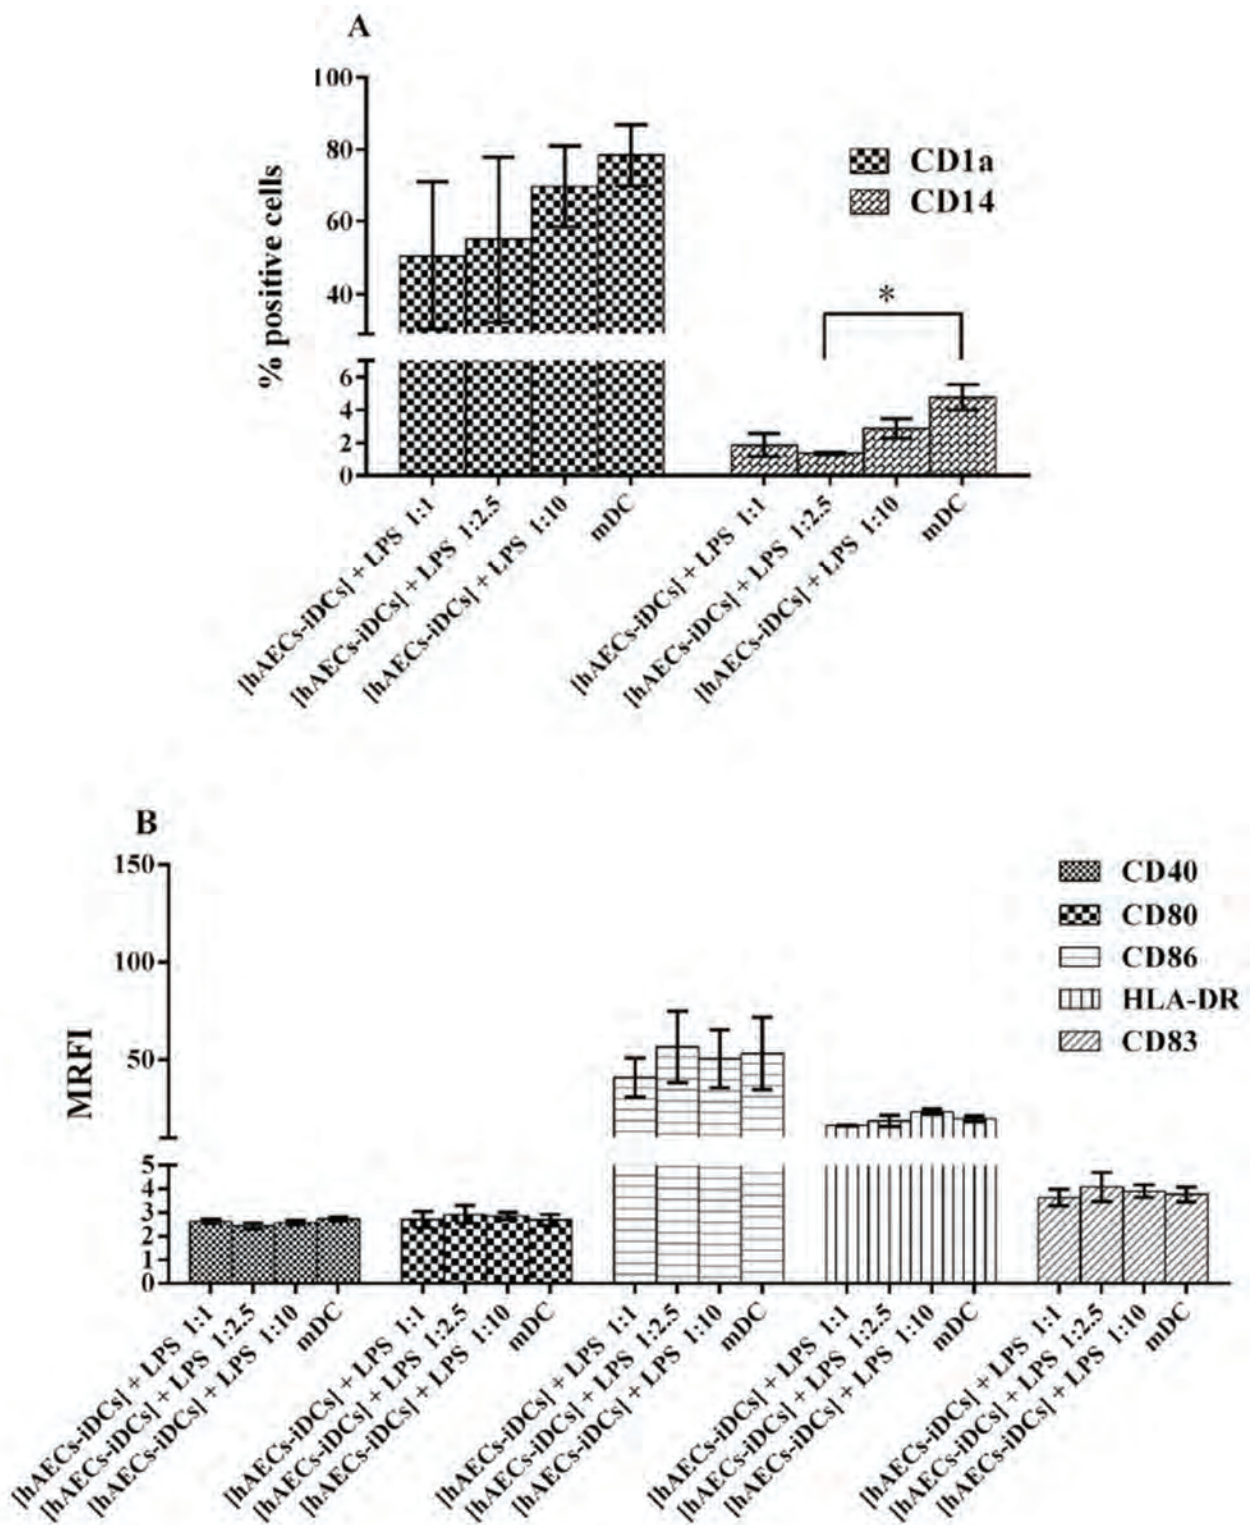 A
100
80
60
40
6
4
2
0
% positive cells
CD1a
CD14
*
[hAECs-iDCs] + LPS 1:1
[hAECs-iDCs] + LPS 1:2.5
[hAECs-iDCs] + LPS 1:10
mDC
[hAECs-iDCs] + LPS 1:1
[hAECs-iDCs] + LPS 1:2.5
[hAECs-iDCs] + LPS 1:10
mDC
B
150
100
50
5
4
3
2
1
0
MRFI
CD40
CD80
CD86
HLA-DR
CD83
[hAECs-iDCs] + LPS 1:1
[hAECs-iDCs] + LPS 1:2.5
[hAECs-iDCs] + LPS 1:10
mDC
[hAECs-iDCs] + LPS 1:1
[hAECs-iDCs] + LPS 1:2.5
[hAECs-iDCs] + LPS 1:10
mDC
[hAECs-iDCs] + LPS 1:1
[hAECs-iDCs] + LPS 1:2.5
[hAECs-iDCs] + LPS 1:10
mDC
[hAECs-iDCs] + LPS 1:1
[hAECs-iDCs] + LPS 1:2.5
[hAECs-iDCs] + LPS 1:10
mDC
[hAECs-iDCs] + LPS 1:1
[hAECs-iDCs] + LPS 1:2.5
[hAECs-iDCs] + LPS 1:10
mDC